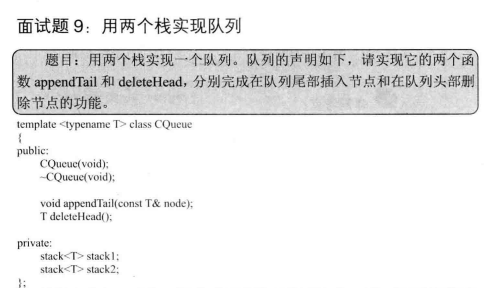 面试题 9：用两个栈实现队列
题目：用两个栈实现一个队列。队列的声明如下，请实现它的两个函
数 appendTail 和 deleteHead，分别完成在队列尾部插入节点和在队列头部删
除节点的功能。
template <typename T> class CQueue
{
public:
CQueue(void);
~CQueue(void);
void appendTail(const T& node);
T deleteHead();
private:
stack<T> stack1;
stack<T> stack2;
};